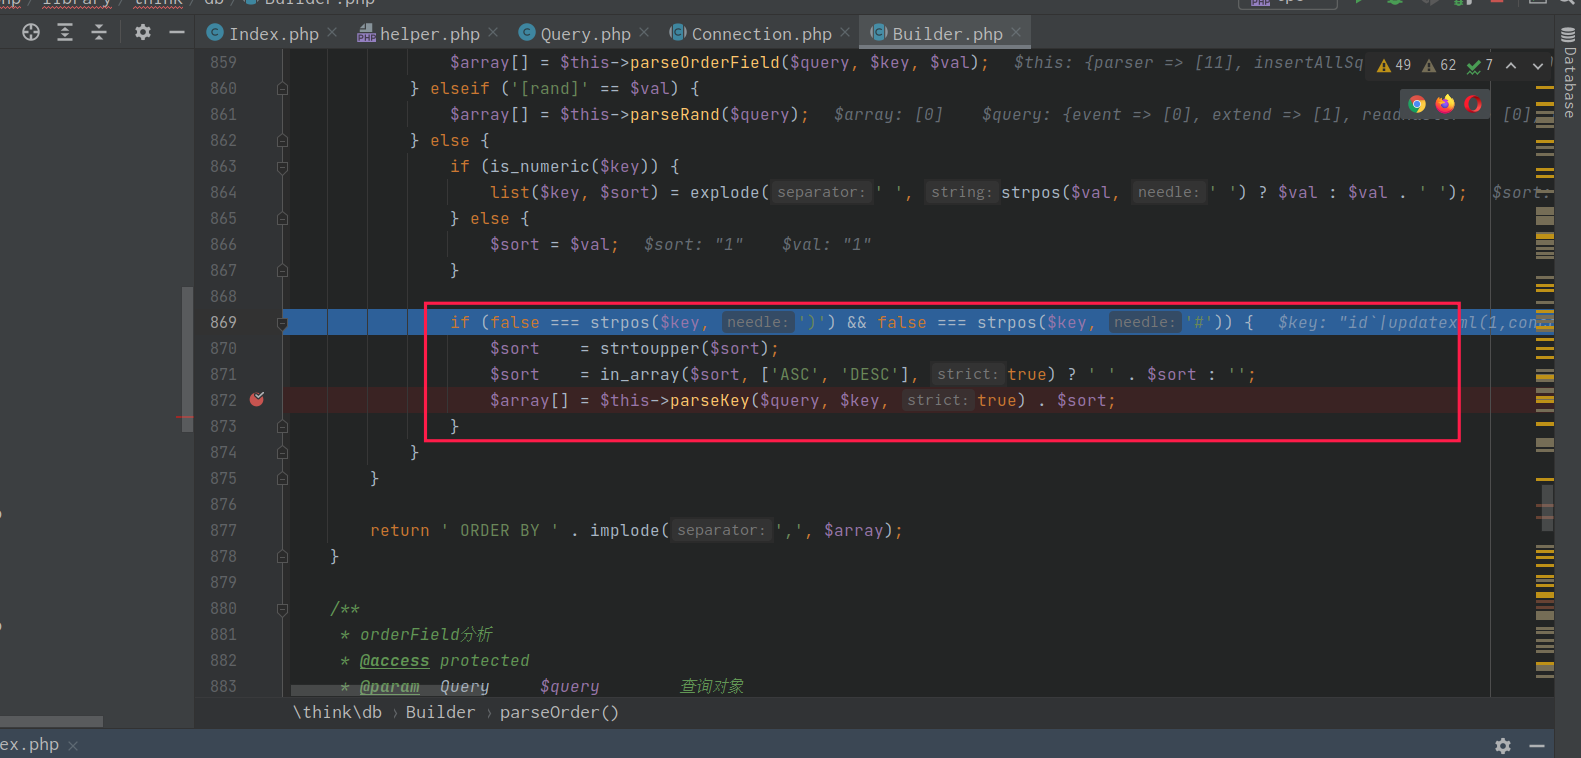 library / think / db / Builder.php
Index.php helper.php Query.php Connection.php Builder.php
859 $array[] = $this->parseOrderField($query, $key, $val); $this: {parser => [11], insertAllSq
49 62 7
860 } elseif ('[rand]' == $val) {
861 $array[] = $this->parseRand($query); $array: [0] $query: {event => [0], extend => [1], [0],
862 } else {
863 if (is_numeric($key)) {
864 list($key, $sort) = explode( separator: ' ', string: strpos($val, needle: ' ') ? $val : $val . ' '); $sort:
865 } else {
866 $sort = $val; $sort: "1" $val: "1"
867 }
868
869 if (false === strpos($key, needle: ')') && false === strpos($key, needle: '#')) { $key: "id`|updatexml(1,conc
870 $sort = strtoupper($sort);
871 $sort = in_array($sort, ['ASC', 'DESC'], strict: true) ? ' ' . $sort : '';
872 $array[] = $this->parseKey($query, $key, strict: true) . $sort;
873 }
874 }
875 }
876
877 return ' ORDER BY ' . implode( separator: ',', $array);
878 }
879
880 /**
881 * orderField分析
882 * @access protected
883 * @param Query $query 查询对象
\think\db › Builder › parseOrder()
ex.php
Database